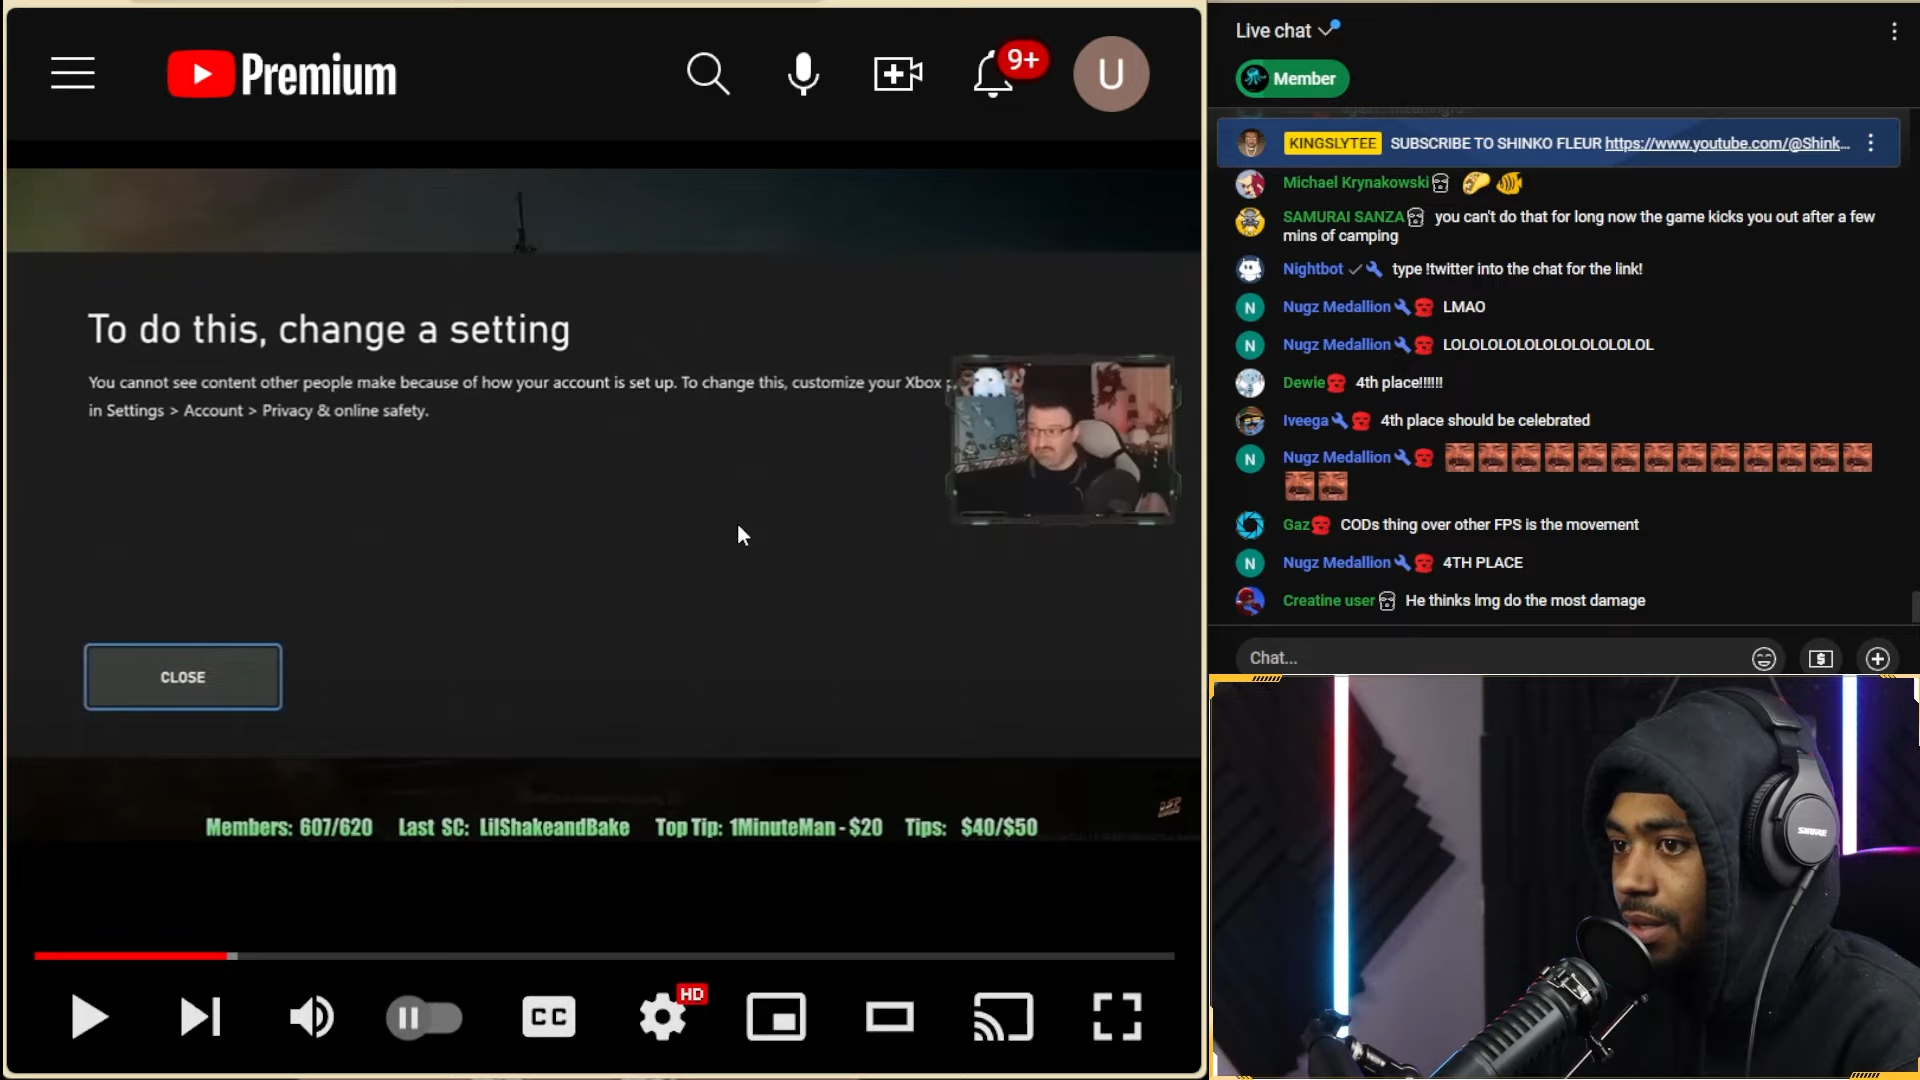 Premium
9+
U
To do this, change a setting
You cannot see content other people make because of how your account is set up. To change this, customize your Xbox
in Settings > Account > Privacy & online safety.
CLOSE
Members: 607/620 Last SC: LilShakeandBake Top Tip: 1MinuteMan - $20 Tips: $40/$50
CC
HD
Live chat
Member
KINGSLYTEE SUBSCRIBE TO SHINKO FLEUR https://www.youtube.com/@Shink...
Michael Krynakowski
SAMURAI SANZA you can't do that for long now the game kicks you out after a few
mins of camping
Nightbot type !twitter into the chat for the link!
N Nugz Medallion LMAO
N Nugz Medallion LOLOLOLOLOLOLOLOLOLOL
Dewie 4th place!!!!!!
Iveega 4th place should be celebrated
N Nugz Medallion
Gaz CODs thing over other FPS is the movement
N Nugz Medallion 4TH PLACE
Creatine user He thinks lmg do the most damage
Chat...
$
SHURE